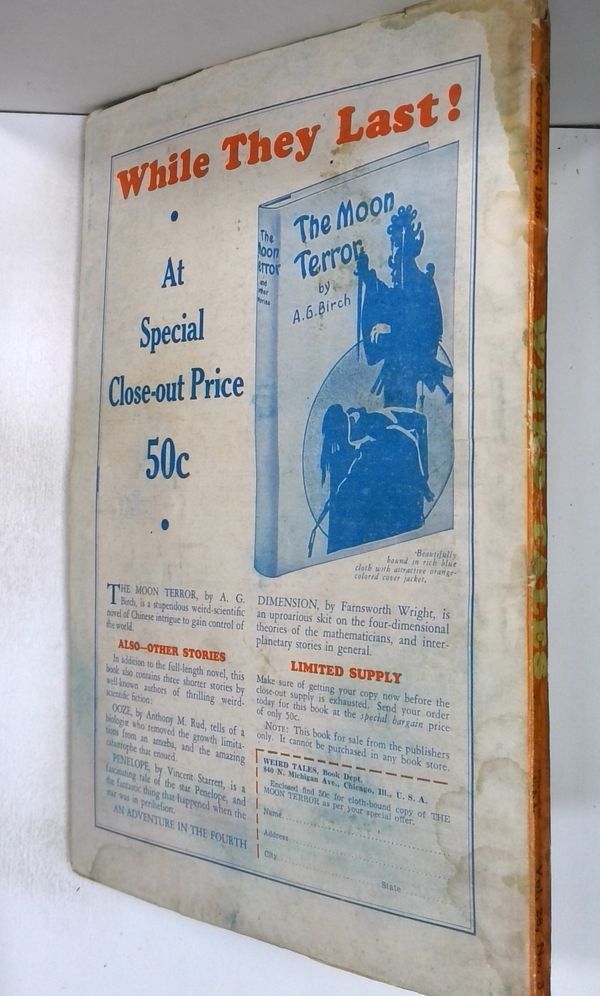 While They Last!
At
Special
Close-out Price
50c
The
Moon
Terror
and
other
Stories
The Moon
Terror
by
A.G.Birch
Beautifully
bound in rich blue
cloth with attractive orange-
colored cover jacket.
THE MOON TERROR, by A. G.
Birch, is a stupendous weird-scientific
novel of Chinese intrigue to gain control of
the world.
ALSO—OTHER STORIES
In addition to the full-length novel, this
book also contains three shorter stories by
well-known authors of thrilling weird-
scientific fiction:
OOZE, by Anthony M. Rud, tells of a
biologist who removed the growth limita-
tions from an amœba, and the amazing
catastrophe that ensued.
PENELOPE, by Vincent Starrett, is a
fascinating tale of the star Penelope, and
the fantastic thing that happened when the
star was in perihelion.
AN ADVENTURE IN THE FOURTH
DIMENSION, by Farnsworth Wright, is
an uproarious skit on the four-dimensional
theories of the mathematicians, and inter-
planetary stories in general.
LIMITED SUPPLY
Make sure of getting your copy now before the
close-out supply is exhausted. Send your order
today for this book at the special bargain price
of only 50c.
NOTE: This book for sale from the publishers
only. It cannot be purchased in any book store.
WEIRD TALES, Book Dept.
840 N. Michigan Ave., Chicago, Ill., U. S. A.
Enclosed find 50c for cloth-bound copy of THE
MOON TERROR as per your special offer.
Name
Address
City
State
OCTOBER, 1936
WEIRD TALES
Vol. 28, No.